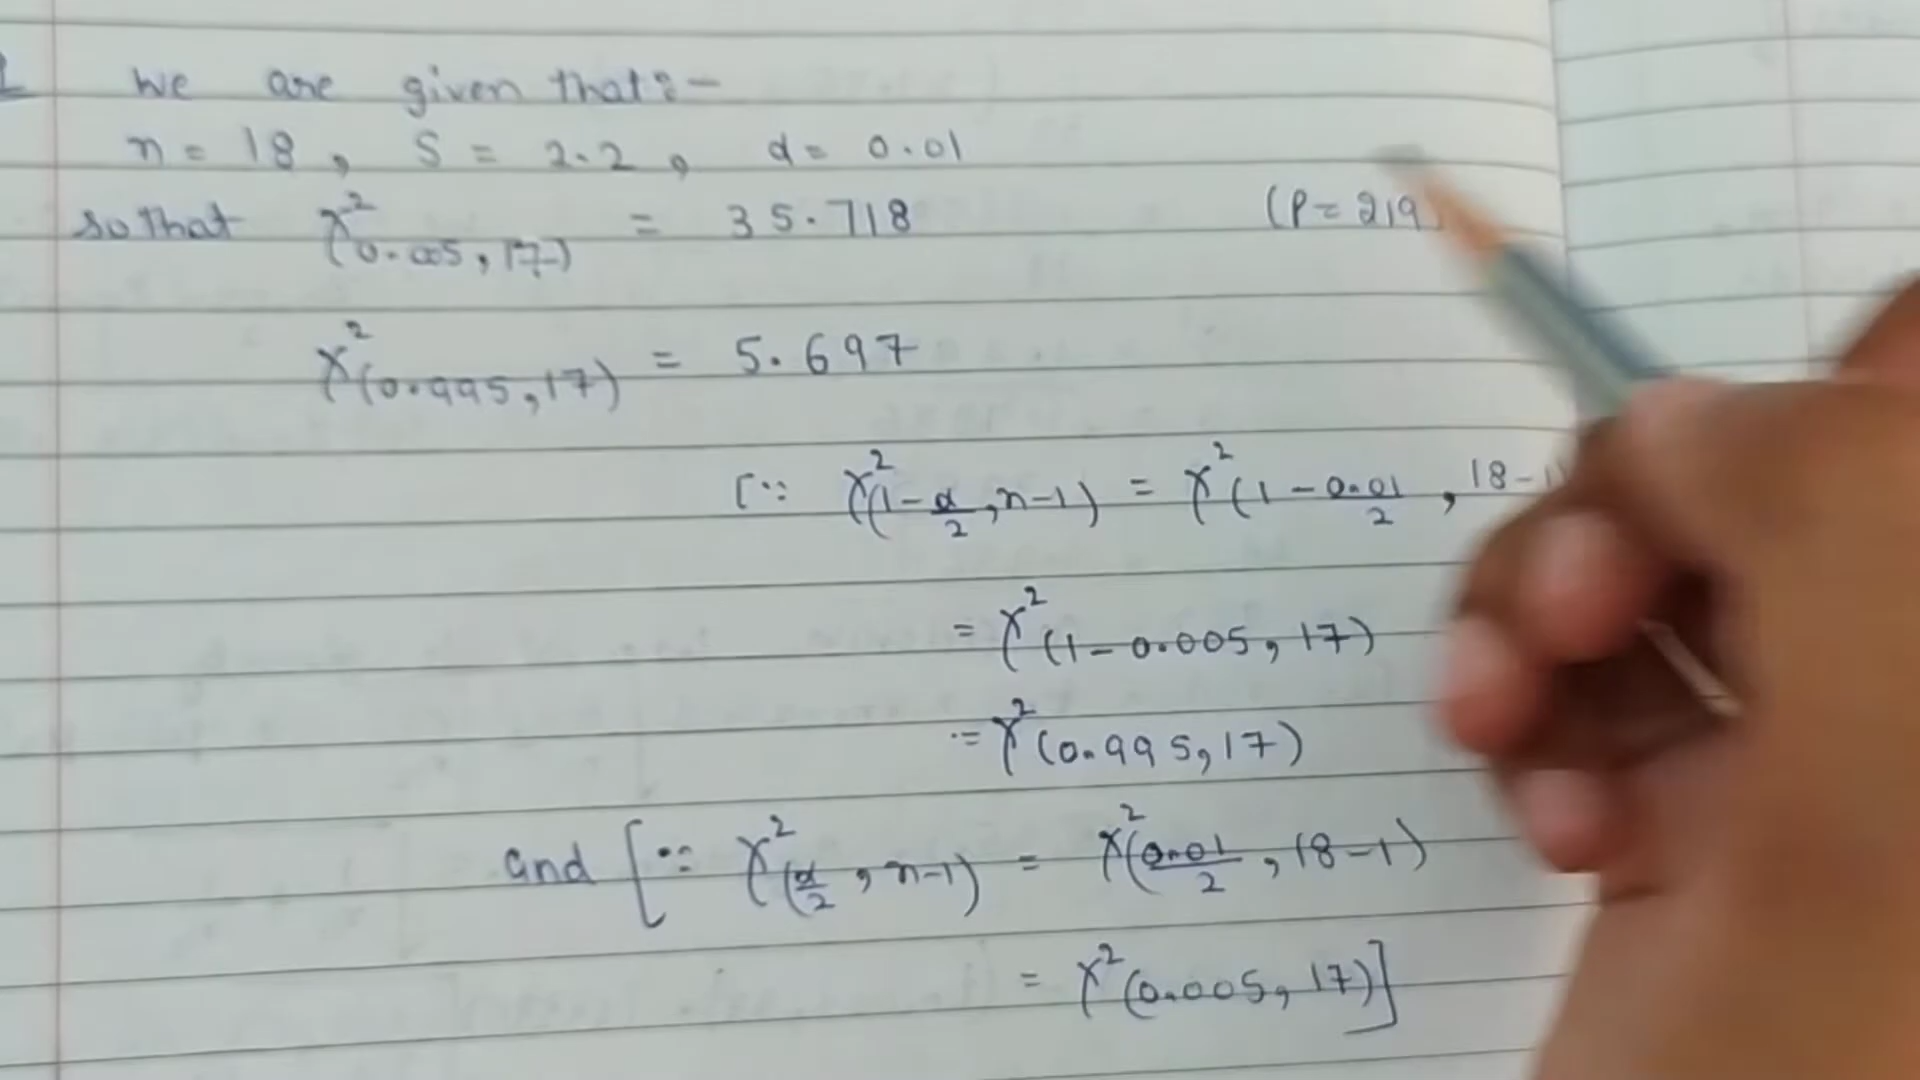 We are given that:-
n = 18, S = 2.2, α = 0.01
so that χ²(0.005, 17) = 35.718 (P = 219)
χ²(0.995, 17) = 5.697
[∵ χ²(1 - α/2, n-1) = χ²(1 - 0.01/2, 18-1)
= χ²(1 - 0.005, 17)
= χ²(0.995, 17)
and [∵ χ²(α/2, n-1) = χ²(0.01/2, 18-1)
= χ²(0.005, 17)]